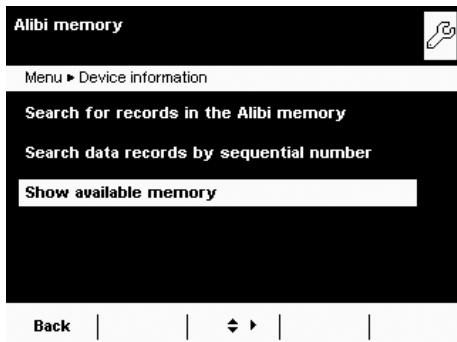 Alibi memory
Menu ▸ Device information
Search for records in the Alibi memory
Search data records by sequential number
Show available memory
Back